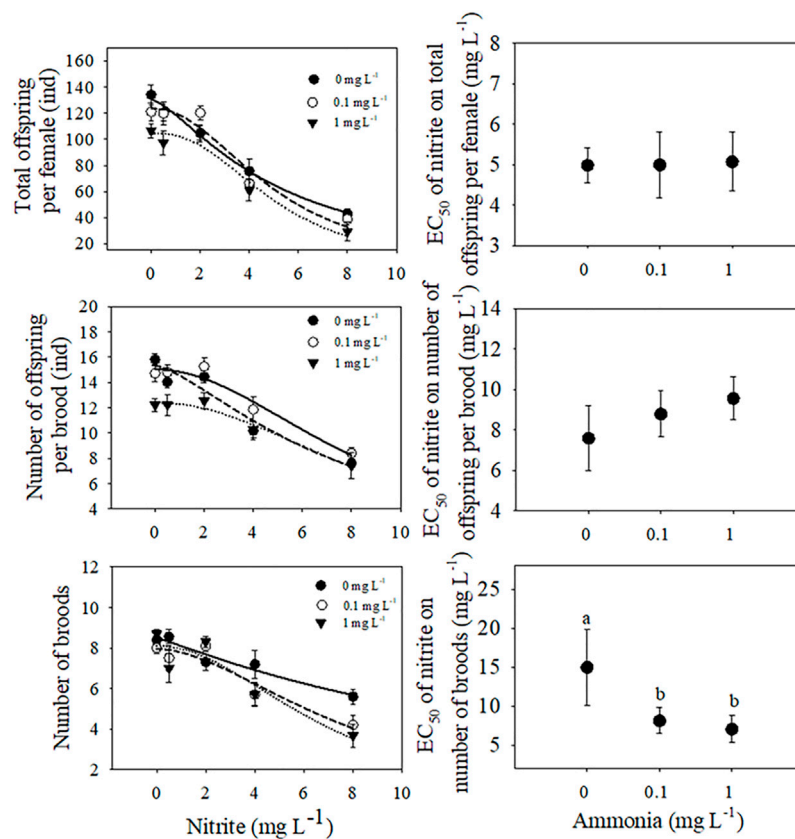 Total offspring
per female (ind)
140
120
100
80
60
40
20
0 mg L⁻¹
0.1 mg L⁻¹
1 mg L⁻¹
0
2
4
6
8
10
EC₅₀ of nitrite on total
offspring per female (mg L⁻¹)
8
7
6
5
4
3
2
0
0.1
1
Number of offspring
per brood (ind)
20
18
16
14
12
10
8
6
4
0 mg L⁻¹
0.1 mg L⁻¹
1 mg L⁻¹
0
2
4
6
8
10
EC₅₀ of nitrite on number of
offspring per brood (mg L⁻¹)
14
12
10
8
6
4
0
0.1
1
Number of broods
12
10
8
6
4
2
0 mg L⁻¹
0.1 mg L⁻¹
1 mg L⁻¹
0
2
4
6
8
10
Nitrite (mg L⁻¹)
EC₅₀ of nitrite on
number of broods (mg L⁻¹)
25
20
15
10
5
a
b
b
0
0.1
1
Ammonia (mg L⁻¹)